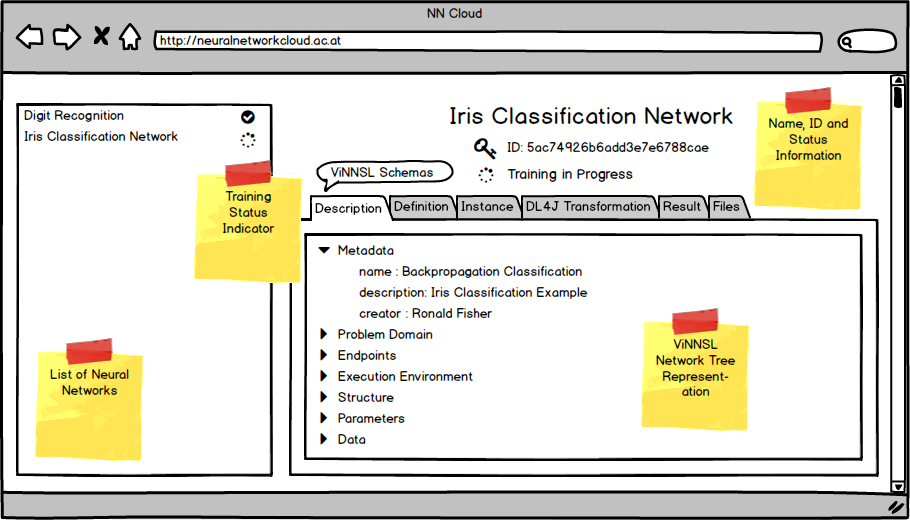 NN Cloud
http://neuralnetworkcloud.ac.at
Digit Recognition
Iris Classification Network
Training
Status
Indicator
List of Neural
Networks
Iris Classification Network
ID: 5ac74926b6add3e7e6788cae
Training in Progress
Name, ID and
Status
Information
ViNNSL Schemas
Description
Definition
Instance
DL4J Transformation
Result
Files
Metadata
name : Backpropagation Classification
description: Iris Classification Example
creator : Ronald Fisher
Problem Domain
Endpoints
Execution Environment
Structure
Parameters
Data
ViNNSL
Network Tree
Represent-
ation